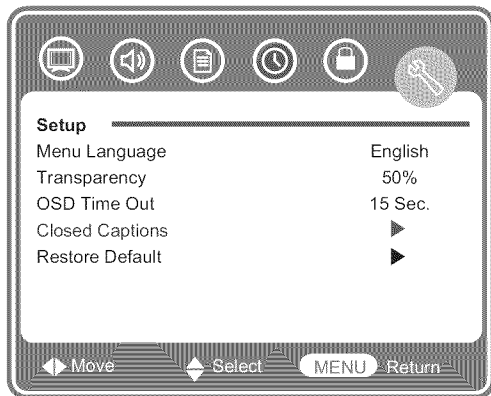 Setup
Menu Language English
Transparency 50%
OSD Time Out 15 Sec.
Closed Captions
Restore Default
Move Select MENU Return